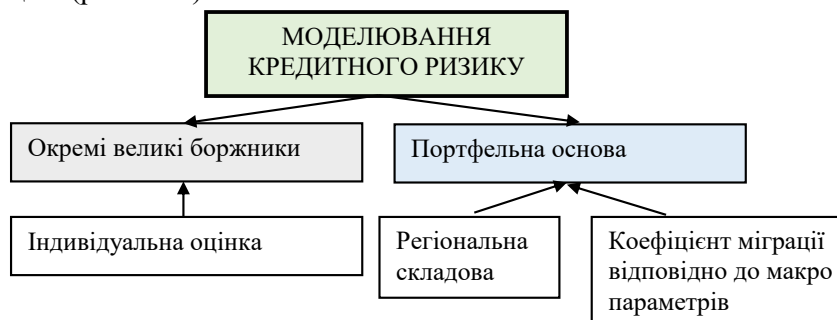 МОДЕЛЮВАННЯ
КРЕДИТНОГО РИЗИКУ
Окремі великі боржники
Портфельна основа
Індивідуальна оцінка
Регіональна
складова
Коефіцієнт міграції
відповідно до макро
параметрів